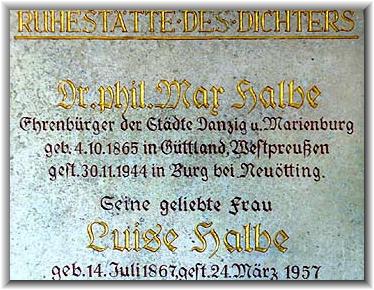 RUHESTÄTTE·DES·DICHTERS
Dr. phil. Max Halbe
Ehrenbürger der Städte Danzig u. Marienburg
geb. 4.10.1865 in Güttland, Westpreußen
gest. 30.11.1944 in Burg bei Neuötting.
Seine geliebte Frau
Luise Halbe
geb. 14. Juli 1867, gest. 24. März 1957